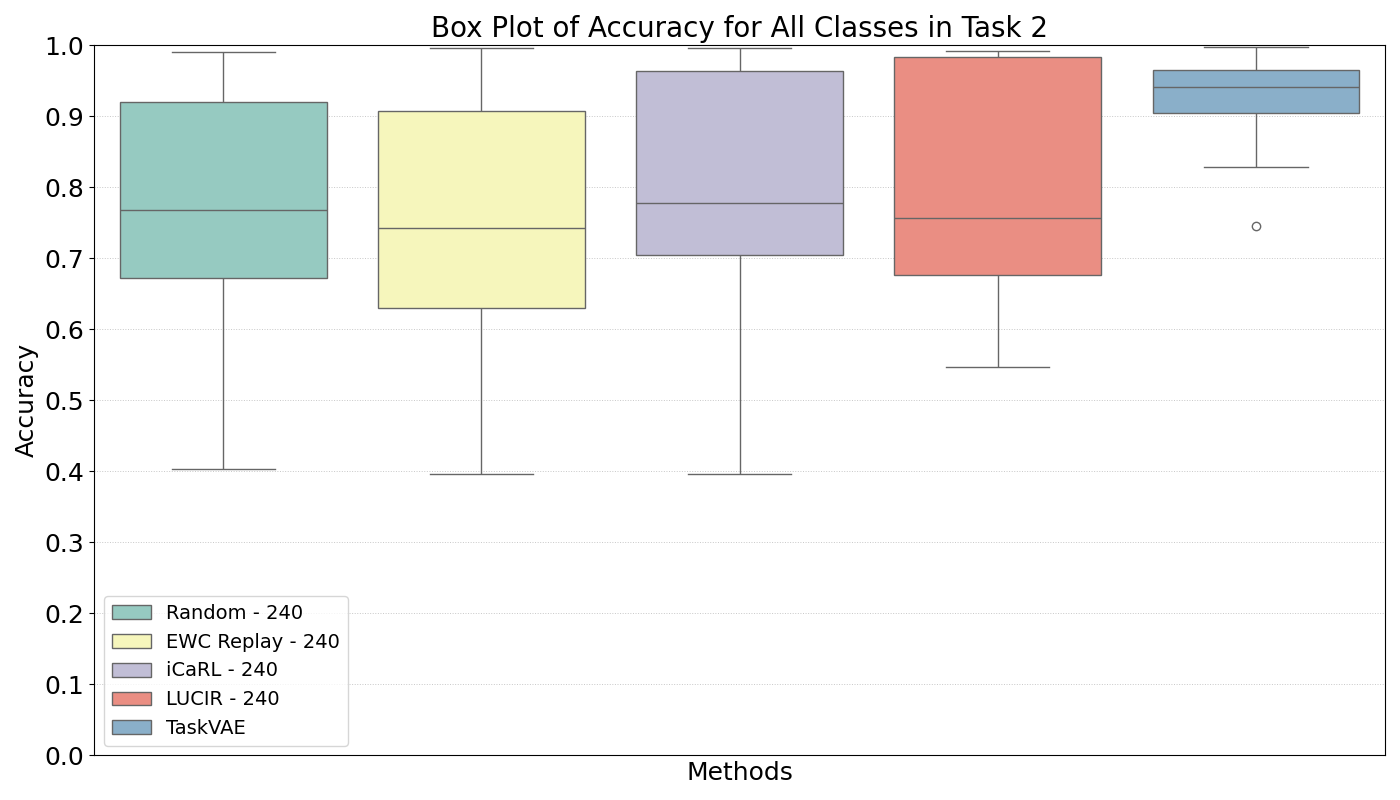 Box Plot of Accuracy for All Classes in Task 2
1.0
0.9
0.8
0.7
0.6
0.5
0.4
0.3
0.2
0.1
0.0
Accuracy
Random - 240
EWC Replay - 240
iCaRL - 240
LUCIR - 240
TaskVAE
Methods